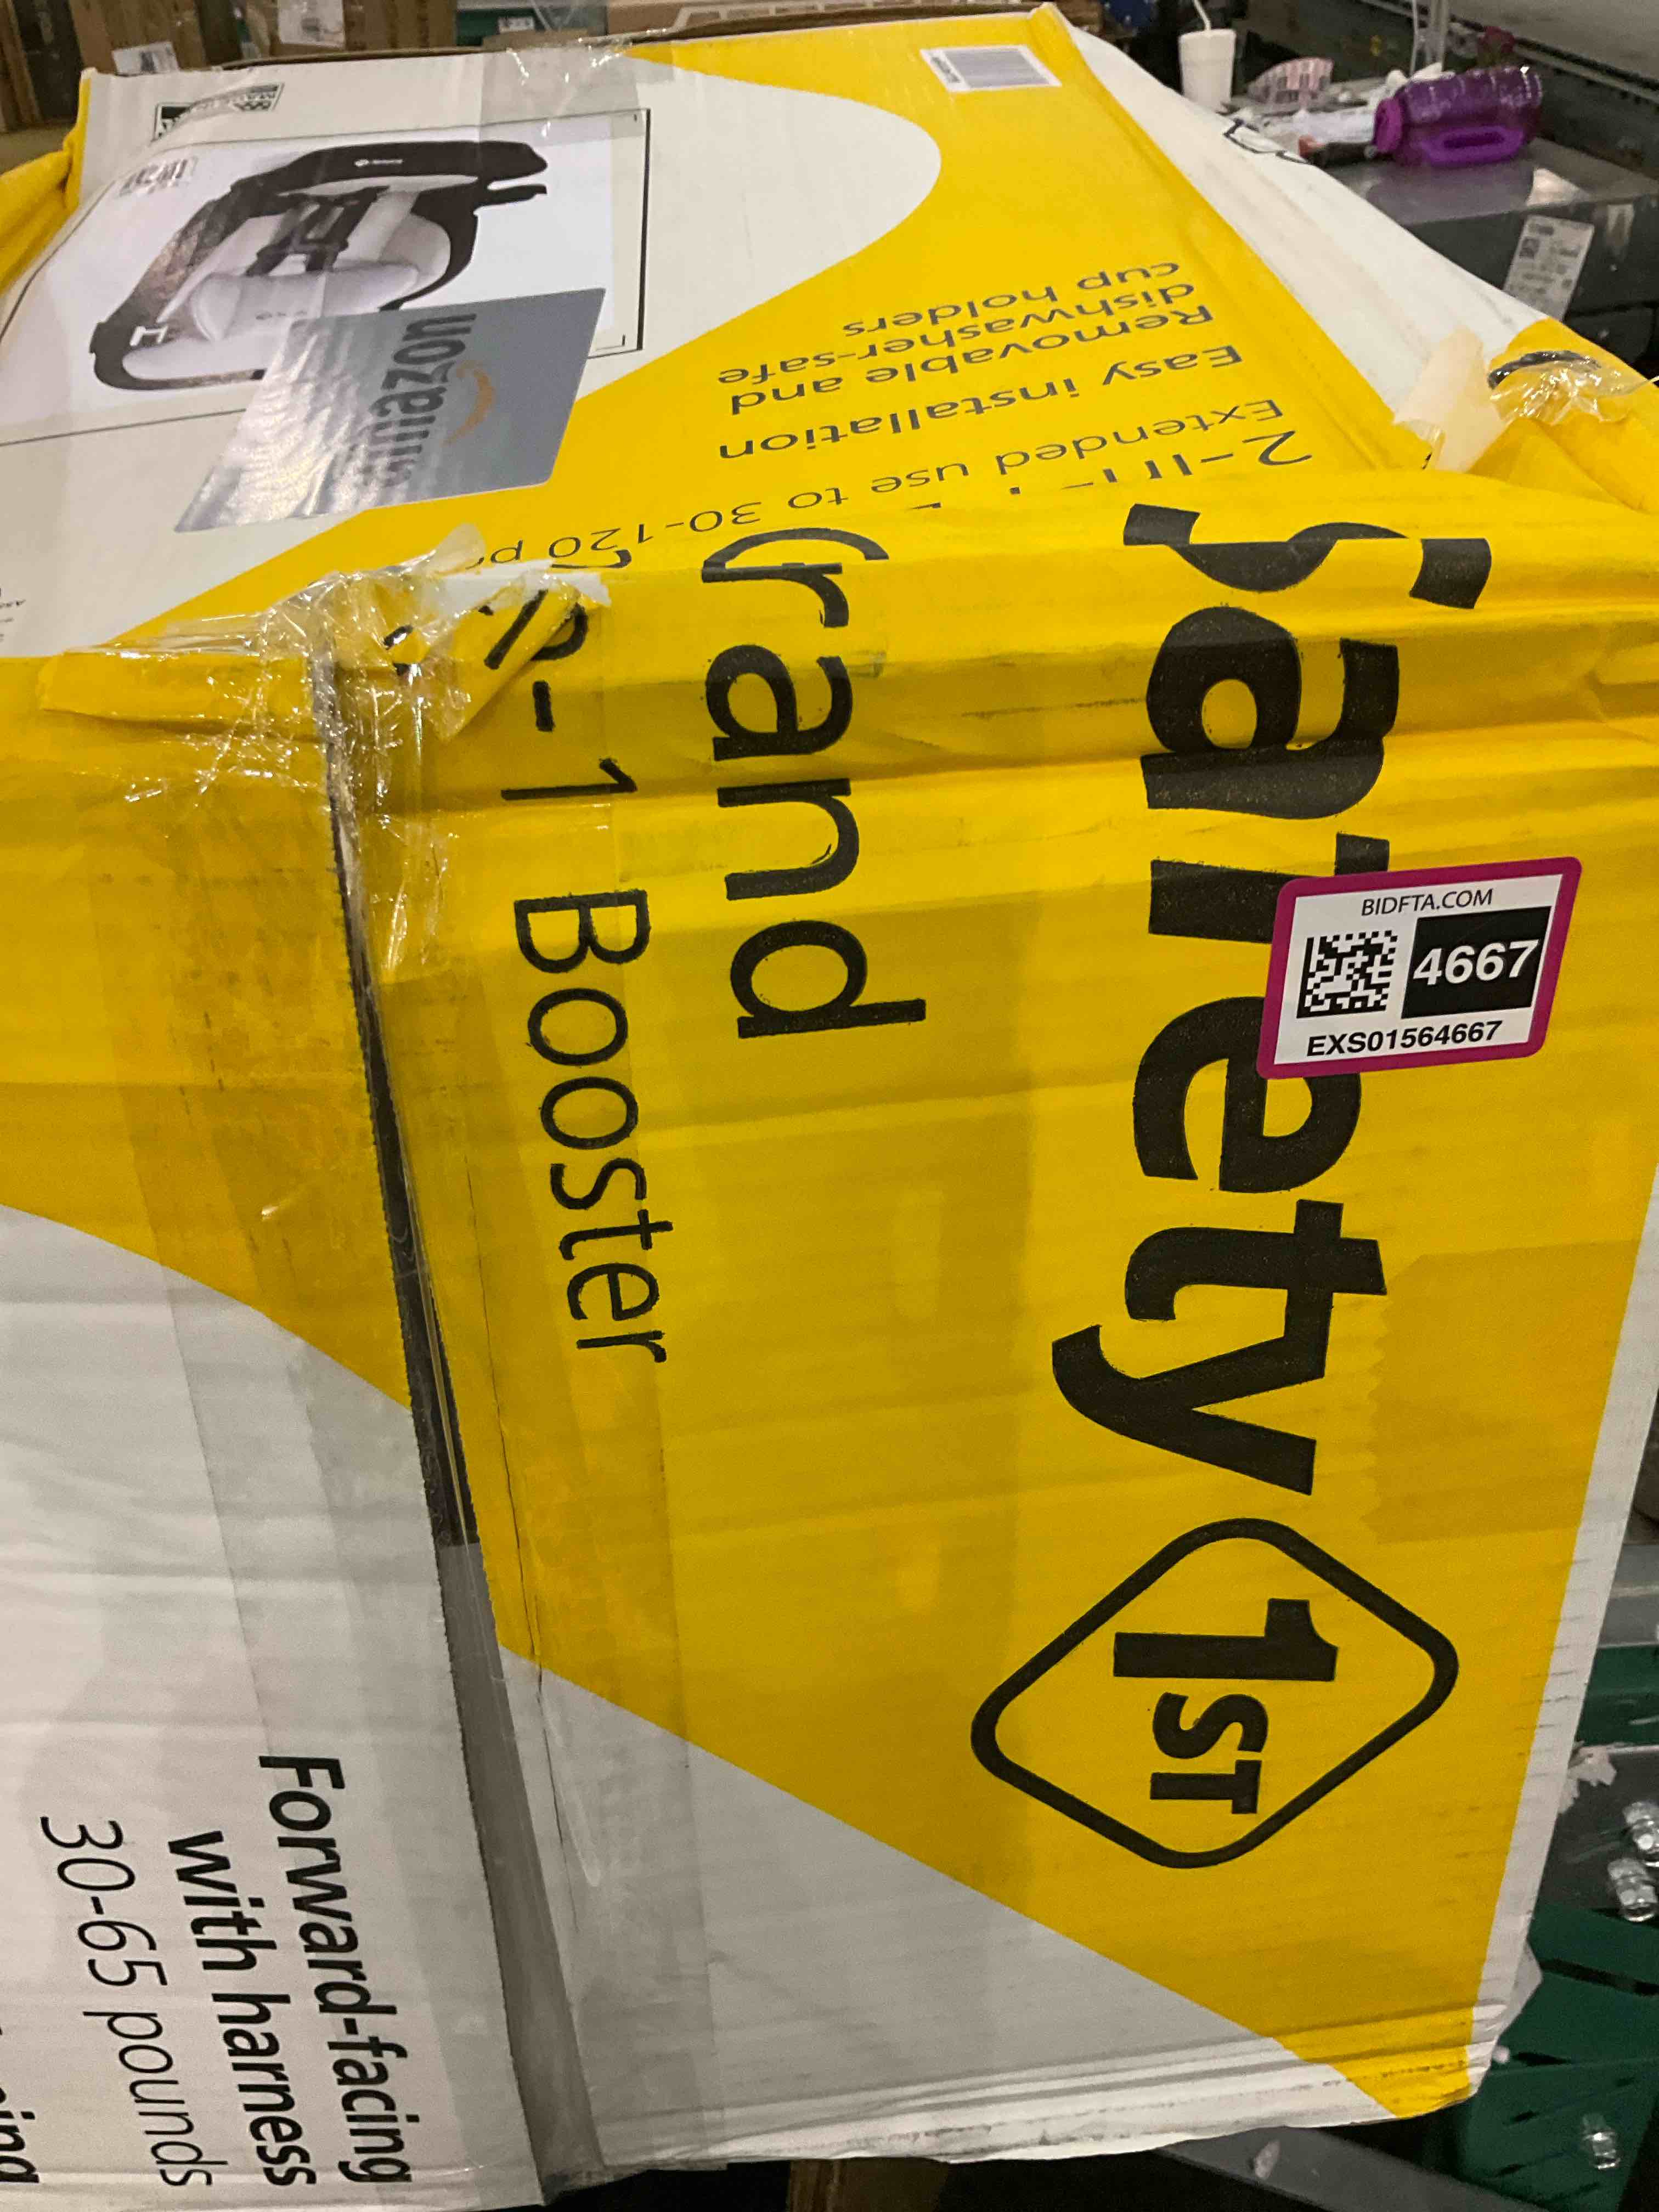 Safety
1ST
Grand
-1 Booster
BIDFTA.COM
4667
EXS01564667
Forward-facing
with harness
30-65 pounds
2-in-
Extended use to 30-120
Easy installation
Removable and
dishwasher-safe
cup holders
amazon